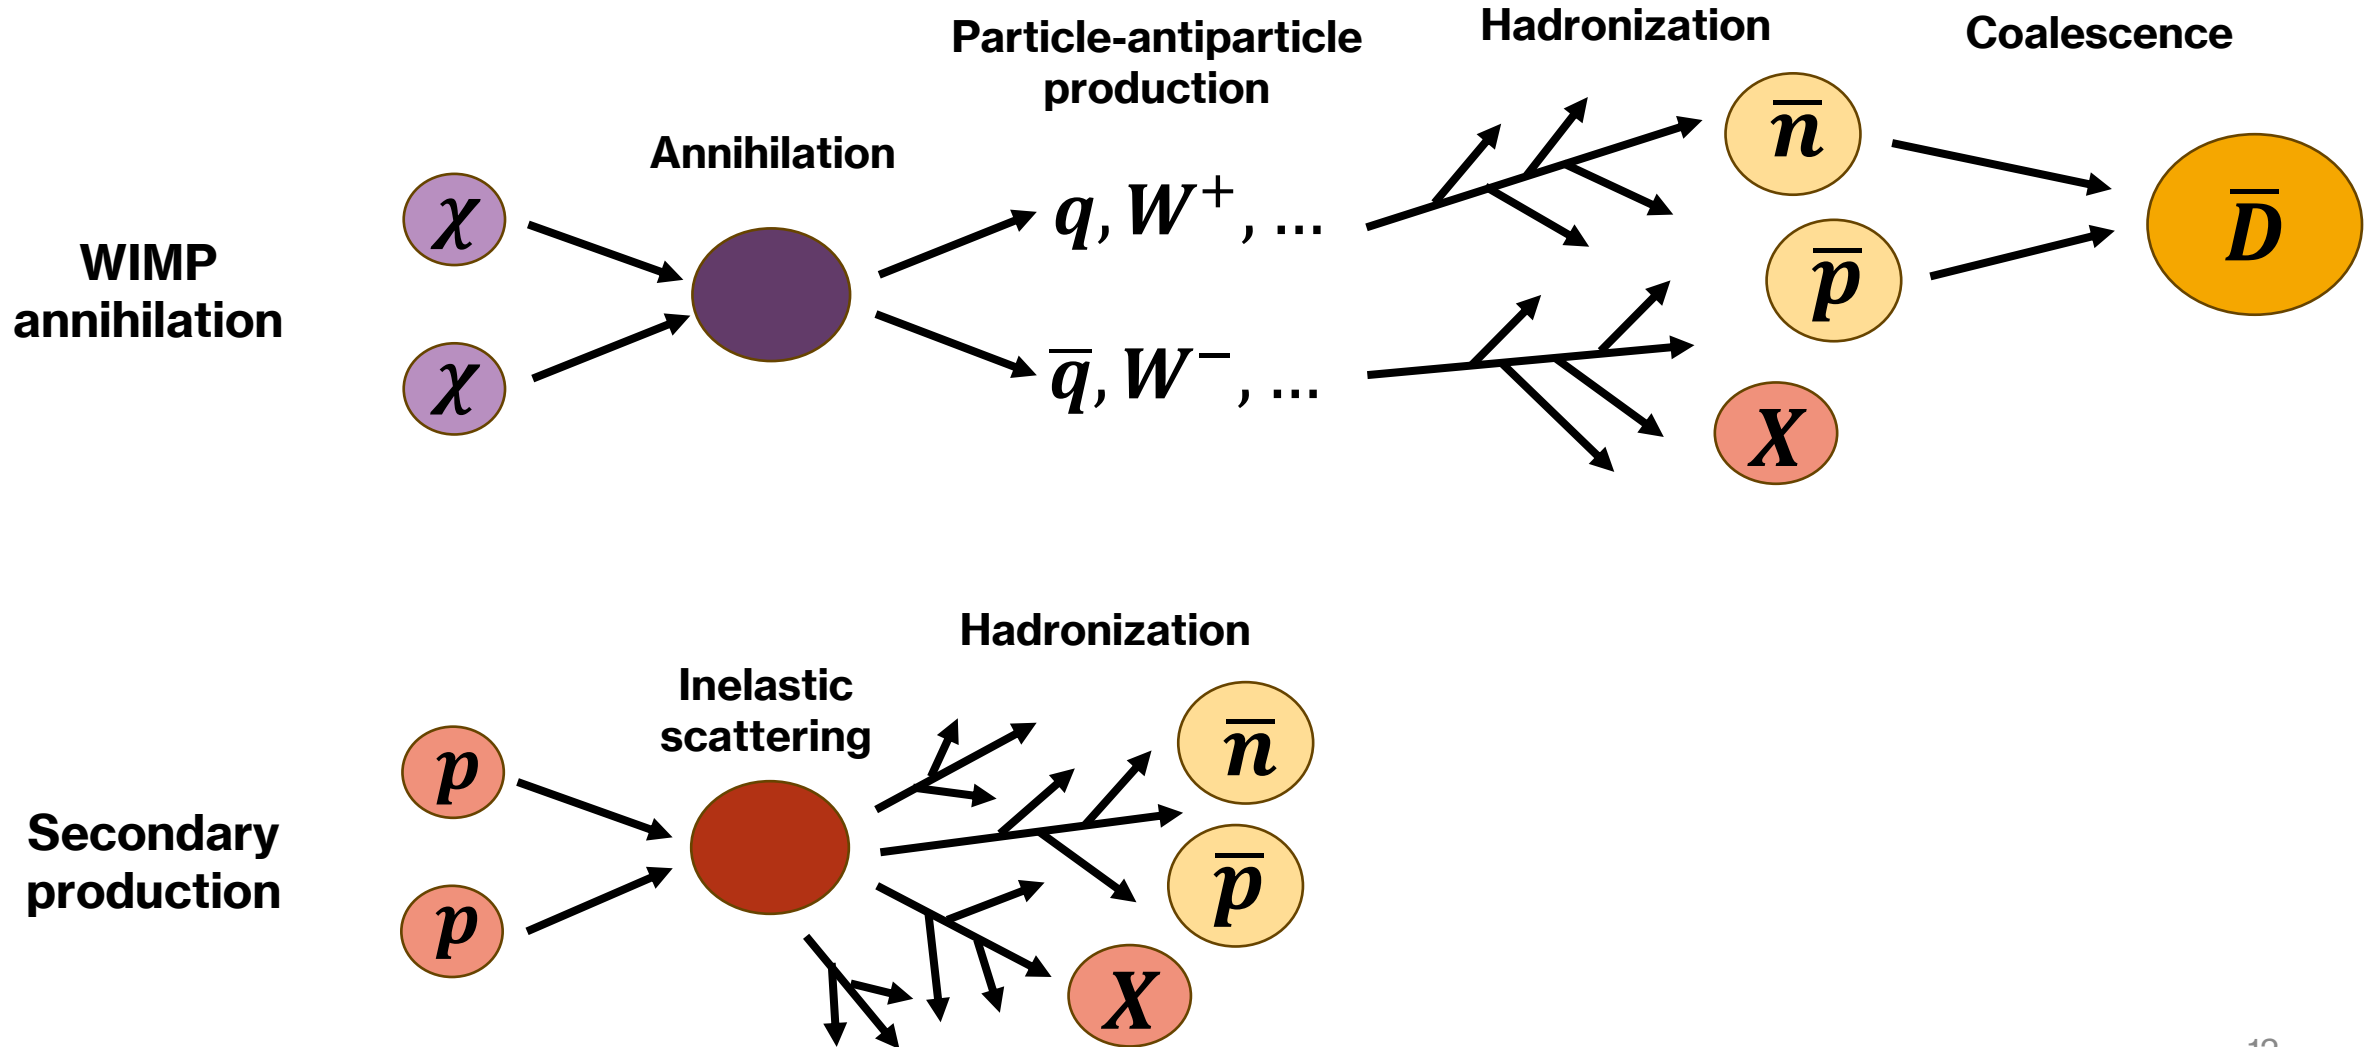 Particle-antiparticle
production
Hadronization
Coalescence
Annihilation
WIMP
annihilation
χ
χ
q, W⁺, ...
q̅, W⁻, ...
n̅
p̅
X
D̅
Hadronization
Inelastic
scattering
Secondary
production
p
p
n̅
p̅
X